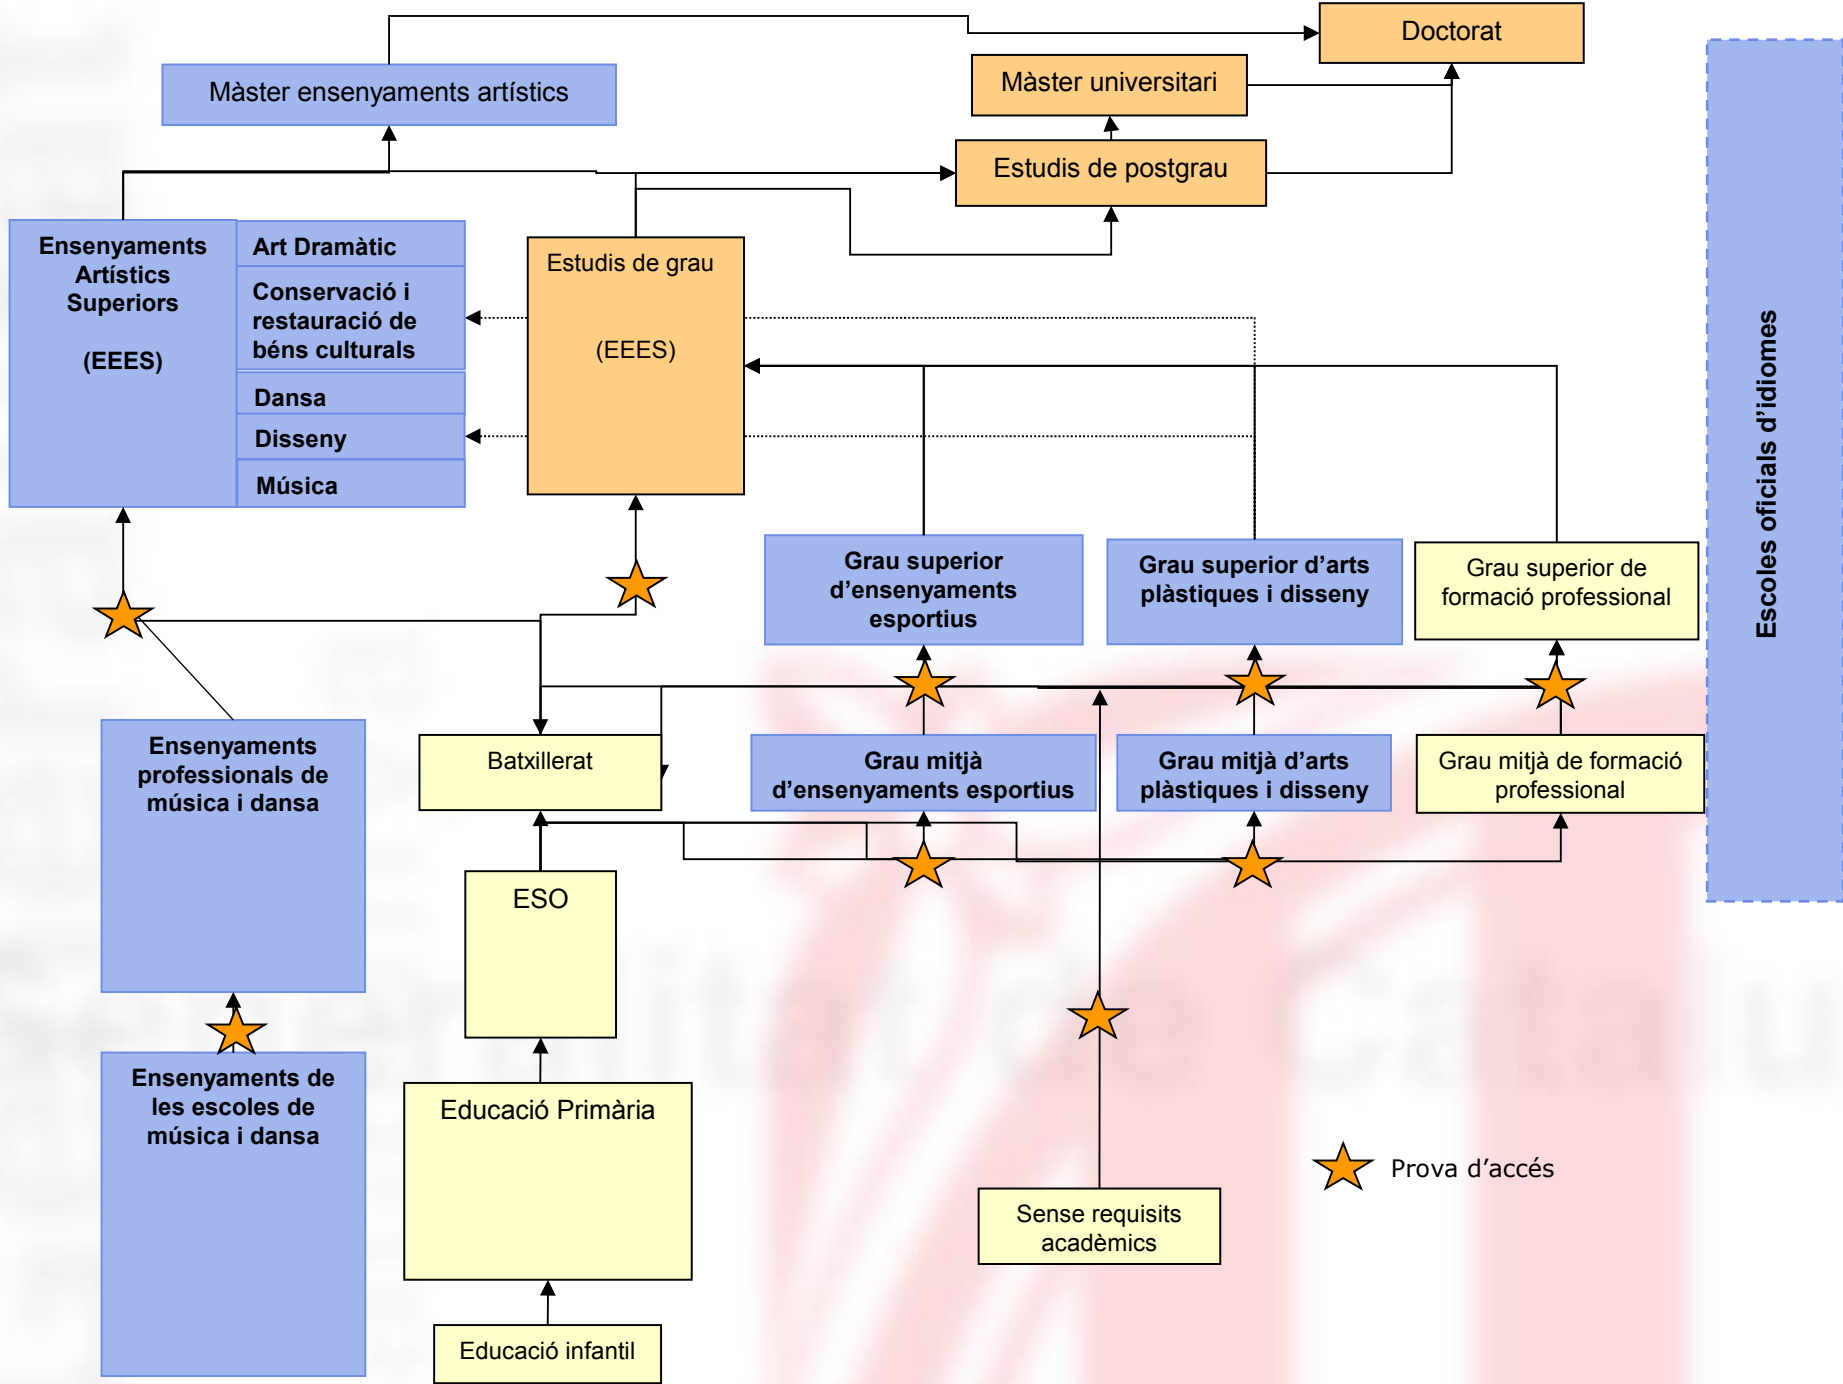 Doctorat
Màster ensenyaments artístics
Màster universitari
Estudis de postgrau
Ensenyaments
Artístics
Superiors
(EEES)
Art Dramàtic
Conservació i
restauració de
béns culturals
Dansa
Disseny
Música
Estudis de grau
(EEES)
Escoles oficials d'idiomes
Grau superior
d'ensenyaments
esportius
Grau superior d'arts
plàstiques i disseny
Grau superior de
formació professional
Ensenyaments
professionals de
música i dansa
Batxillerat
Grau mitjà
d'ensenyaments esportius
Grau mitjà d'arts
plàstiques i disseny
Grau mitjà de formació
professional
ESO
Ensenyaments de
les escoles de
música i dansa
Educació Primària
Sense requisits
acadèmics
Prova d'accés
Educació infantil